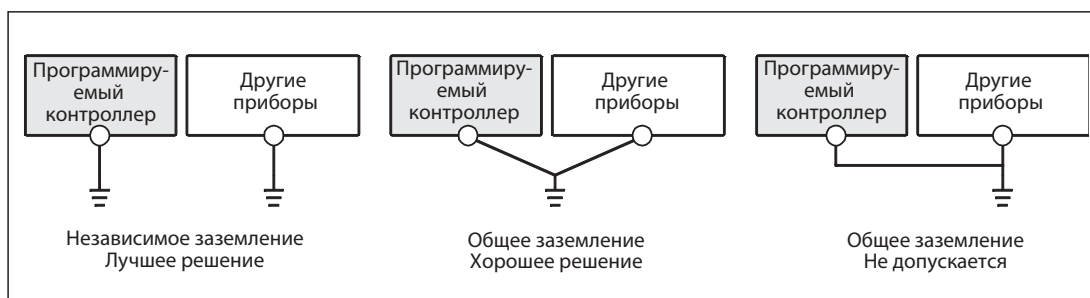 Программиру-
емый
контроллер
Другие
приборы
Независимое заземление
Лучшее решение
Программиру-
емый
контроллер
Другие
приборы
Общее заземление
Хорошее решение
Программиру-
емый
контроллер
Другие
приборы
Общее заземление
Не допускается